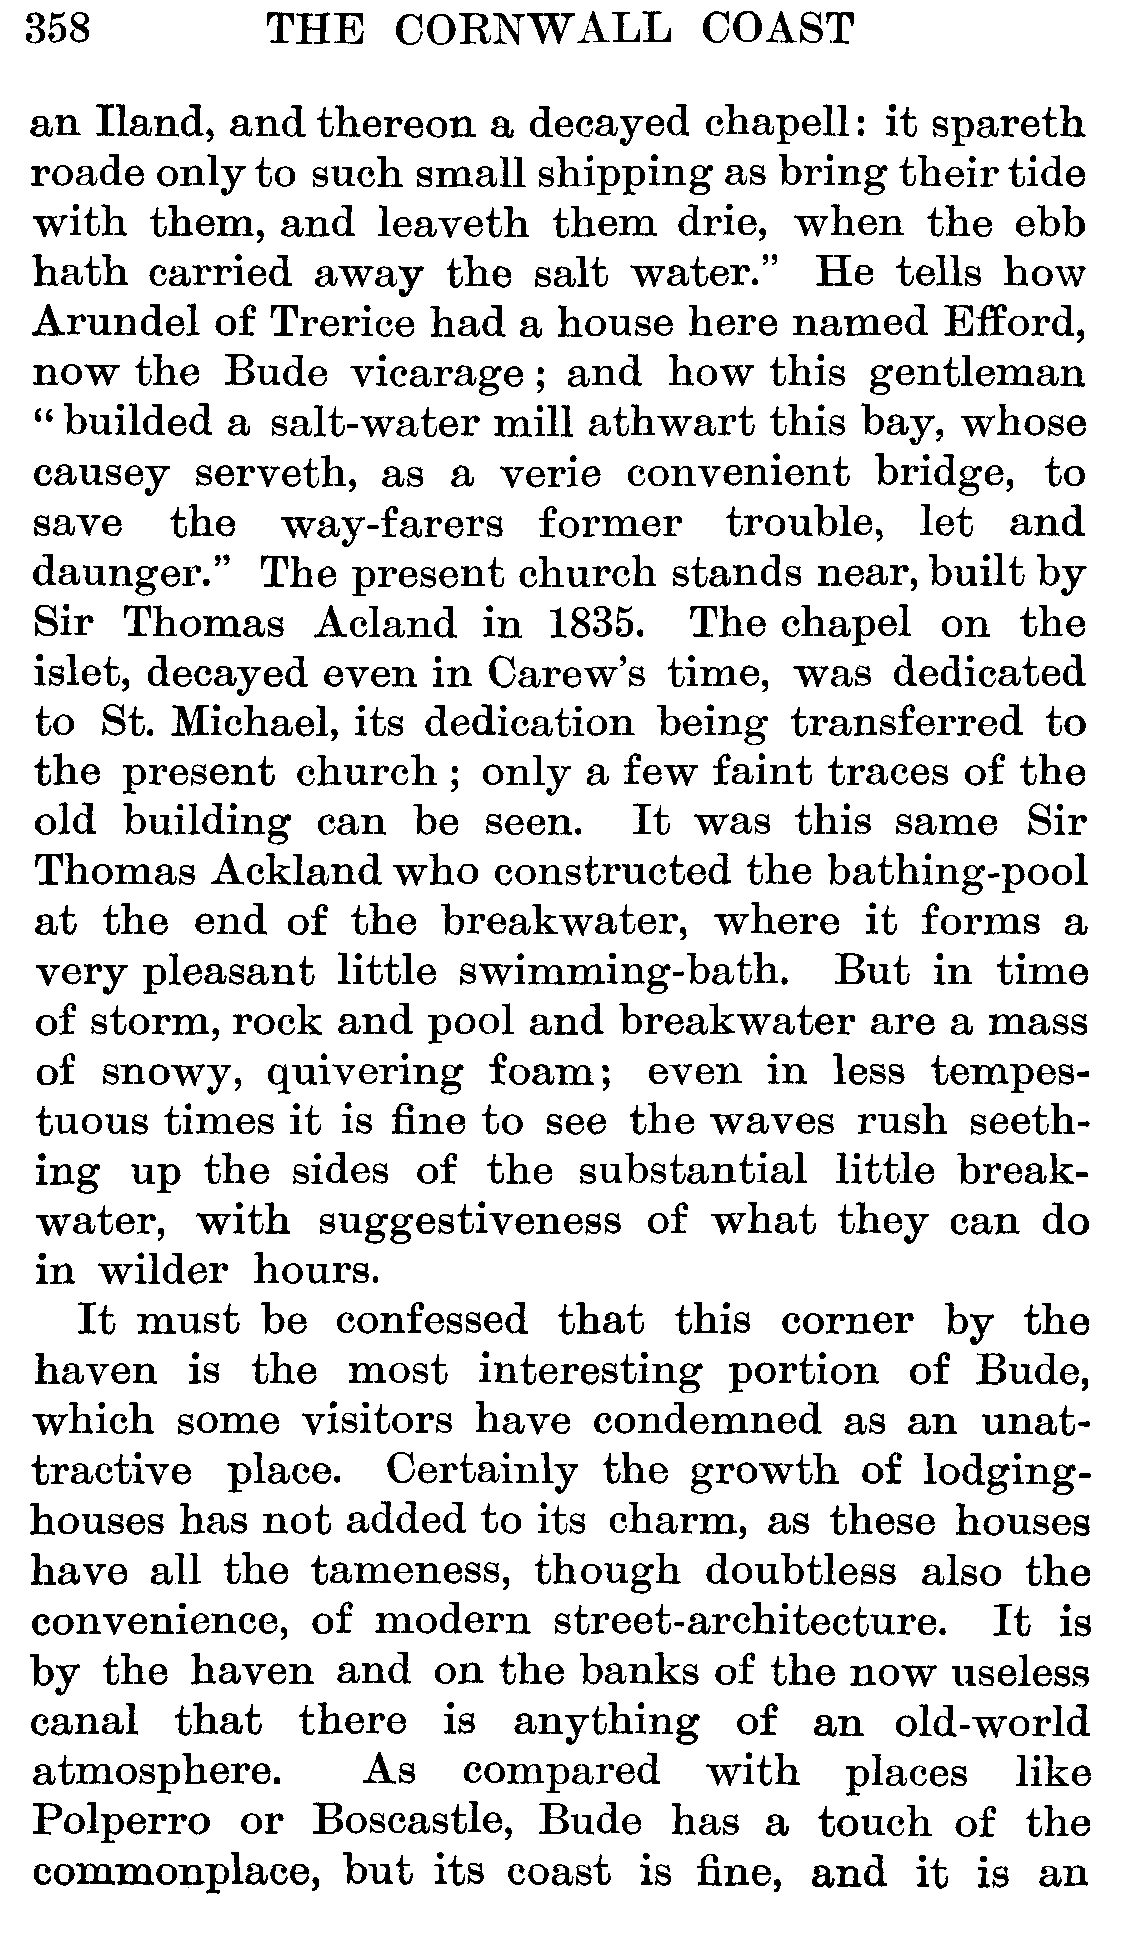 358 THE CORNWALL COAST
an Iland, and thereon a decayed chapell: it spareth
roade only to such small shipping as bring their tide
with them, and leaveth them drie, when the ebb
hath carried away the salt water.” He tells how
Arundel of Trerice had a house here named Efford,
now the Bude vicarage; and how this gentleman
“builded a salt-water mill athwart this bay, whose
causey serveth, as a verie convenient bridge, to
save the way-farers former trouble, let and
daunger.” The present church stands near, built by
Sir Thomas Acland in 1835. The chapel on the
islet, decayed even in Carew’s time, was dedicated
to St. Michael, its dedication being transferred to
the present church; only a few faint traces of the
old building can be seen. It was this same Sir
Thomas Ackland who constructed the bathing-pool
at the end of the breakwater, where it forms a
very pleasant little swimming-bath. But in time
of storm, rock and pool and breakwater are a mass
of snowy, quivering foam; even in less tempes-
tuous times it is fine to see the waves rush seeth-
ing up the sides of the substantial little break-
water, with suggestiveness of what they can do
in wilder hours.
It must be confessed that this corner by the
haven is the most interesting portion of Bude,
which some visitors have condemned as an unat-
tractive place. Certainly the growth of lodging-
houses has not added to its charm, as these houses
have all the tameness, though doubtless also the
convenience, of modern street-architecture. It is
by the haven and on the banks of the now useless
canal that there is anything of an old-world
atmosphere. As compared with places like
Polperro or Boscastle, Bude has a touch of the
commonplace, but its coast is fine, and it is an